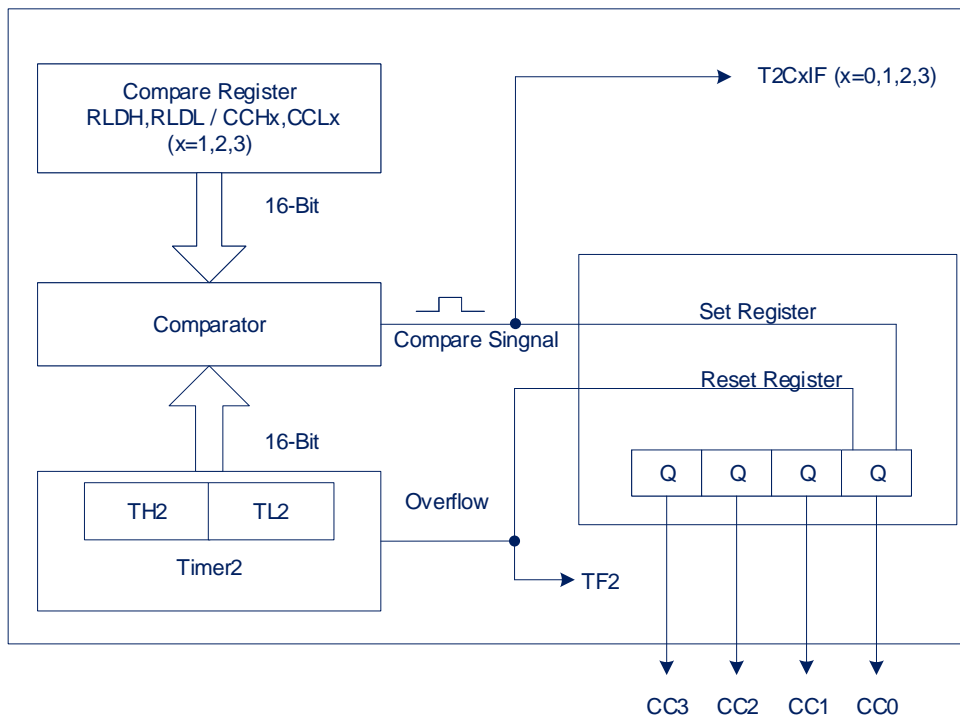 Compare Register
RLDH,RLDL / CCHx,CCLx
(x=1,2,3)
T2CxIF (x=0,1,2,3)
16-Bit
Comparator
Compare Singnal
Set Register
Reset Register
16-Bit
TH2
TL2
Timer2
Overflow
TF2
Q
Q
Q
Q
CC3
CC2
CC1
CC0